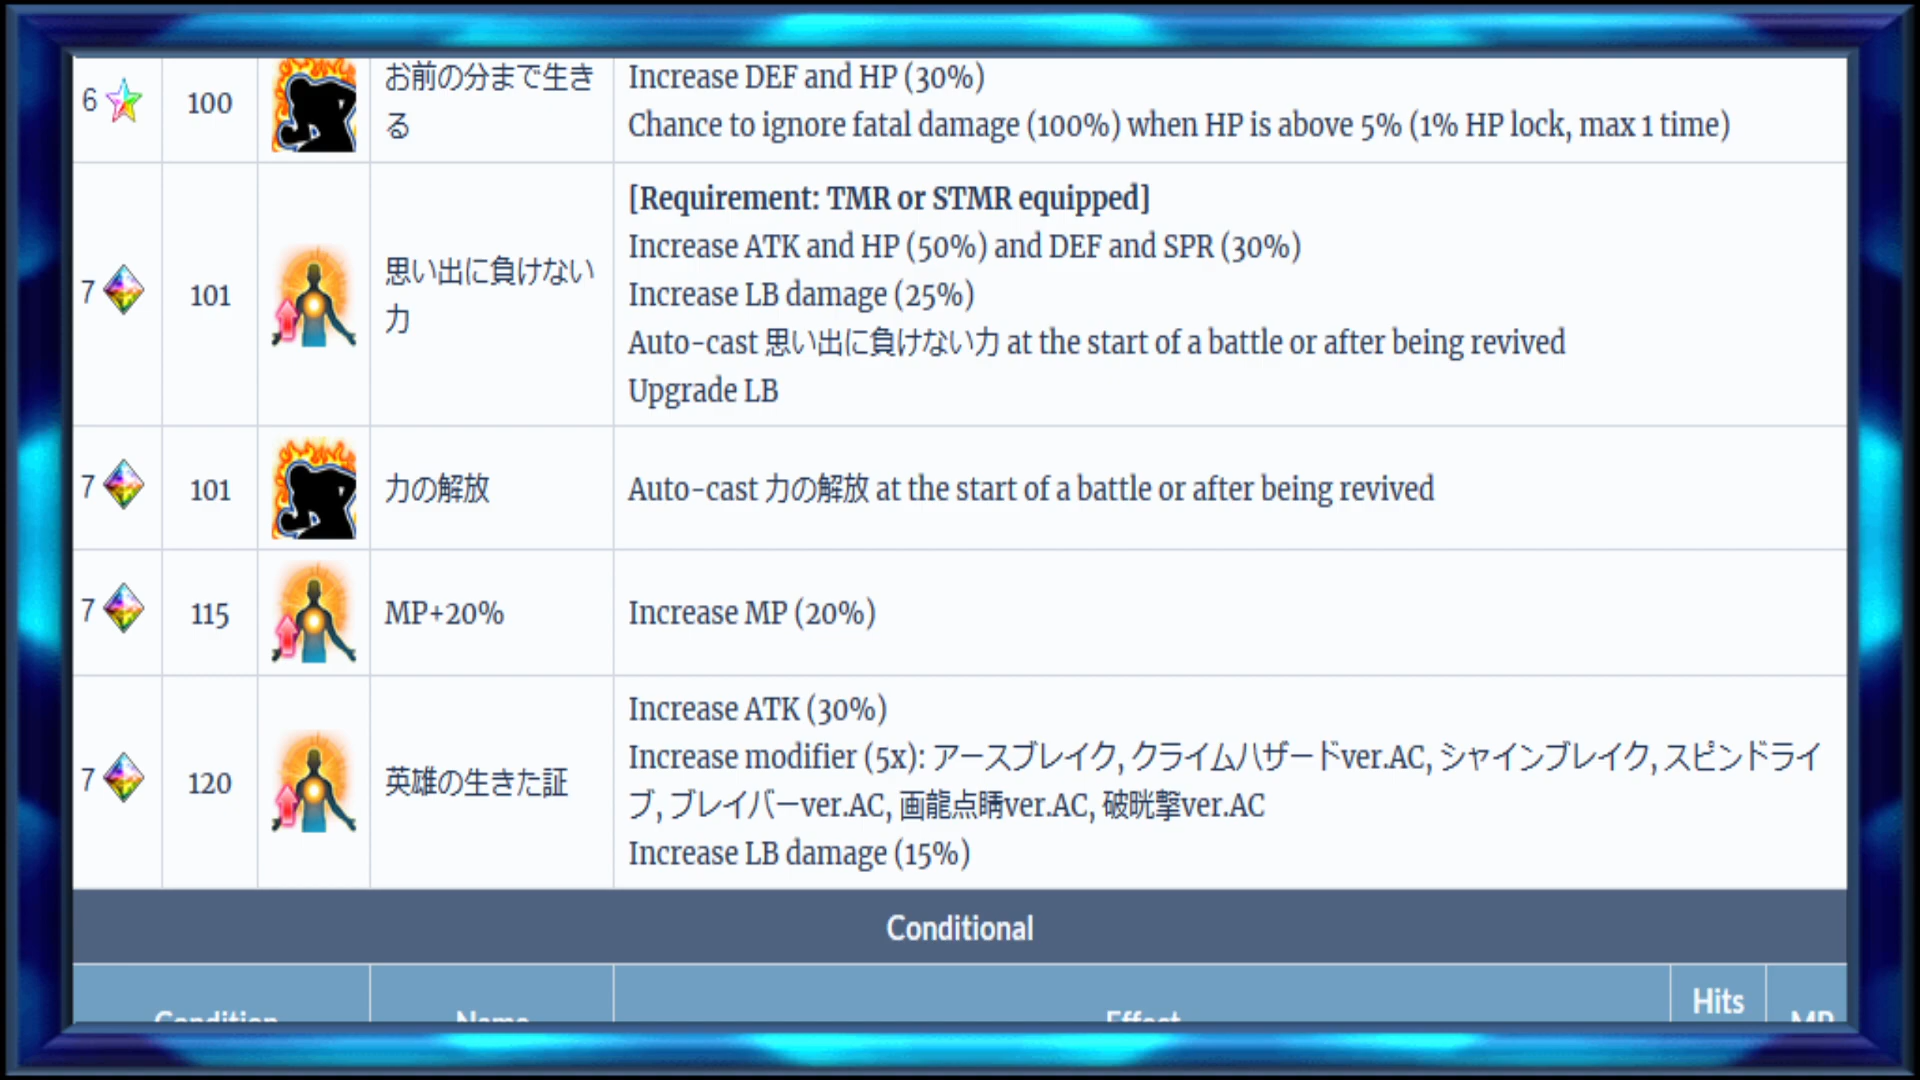 6 100 お前の分まで生き
る
Increase DEF and HP (30%)
Chance to ignore fatal damage (100%) when HP is above 5% (1% HP lock, max 1 time)
7 101 思い出に負けない
力
[Requirement: TMR or STMR equipped]
Increase ATK and HP (50%) and DEF and SPR (30%)
Increase LB damage (25%)
Auto-cast 思い出に負けない力 at the start of a battle or after being revived
Upgrade LB
7 101 力の解放 Auto-cast 力の解放 at the start of a battle or after being revived
7 115 MP+20% Increase MP (20%)
7 120 英雄の生きた証
Increase ATK (30%)
Increase modifier (5x): アースブレイク, クライムハザードver.AC, シャインブレイク, スピンドライ
ブ, ブレイバーver.AC, 画龍点睛ver.AC, 破晄撃ver.AC
Increase LB damage (15%)
Conditional
Condition Name Effect Hits MP